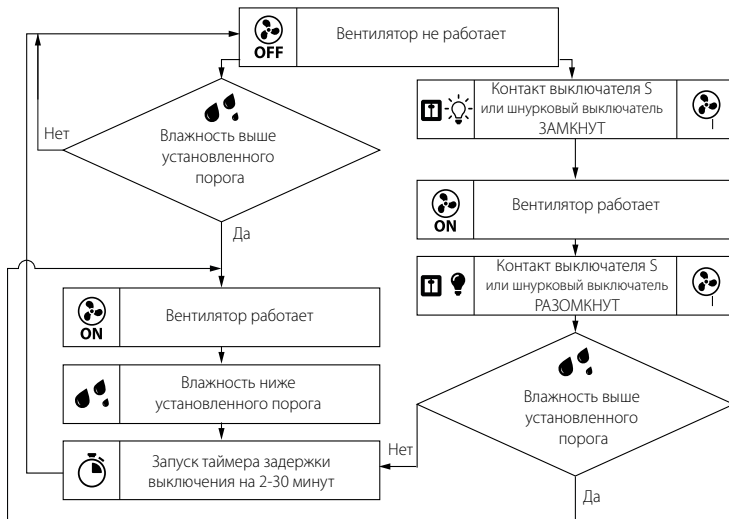 OFF
Вентилятор не работает
Нет
Влажность выше
установленного
порога
Да
ON
Вентилятор работает
Влажность ниже
установленного порога
Запуск таймера задержки
выключения на 2-30 минут
Контакт выключателя S
или шнурковый выключатель
ЗАМКНУТ
ON
Вентилятор работает
Контакт выключателя S
или шнурковый выключатель
РАЗОМКНУТ
Влажность выше
установленного
порога
Нет
Да